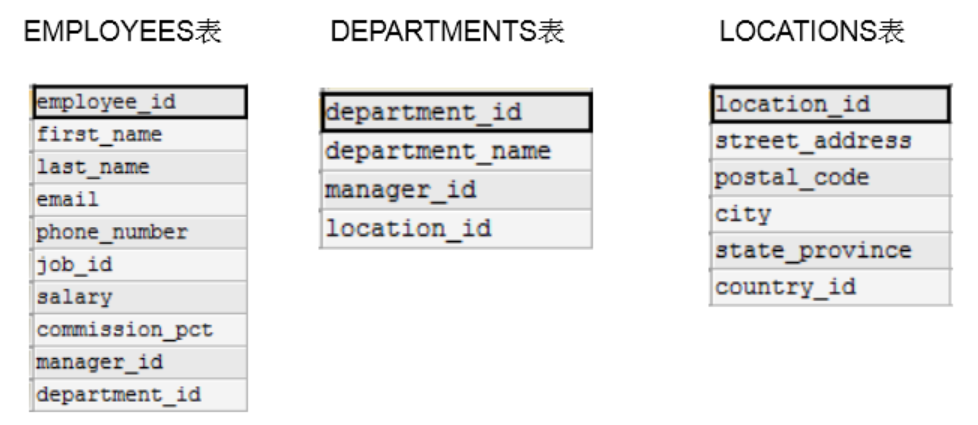 EMPLOYEES表
employee_id
first_name
last_name
email
phone_number
job_id
salary
commission_pct
manager_id
department_id
DEPARTMENTS表
department_id
department_name
manager_id
location_id
LOCATIONS表
location_id
street_address
postal_code
city
state_province
country_id